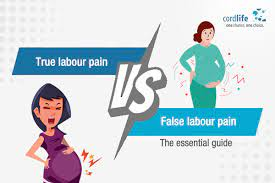 cordlife
one chance. one choice.
True labour pain
VS
False labour pain
The essential guide